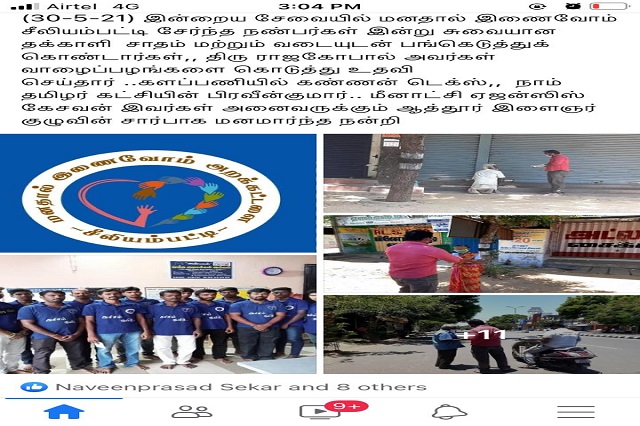 Airtel 4G 3:04 PM
(30-5-21) இன்றைய சேவையில் மனதால் இணைவோம்
சீலியம்பட்டி சேர்ந்த நண்பர்கள் இன்று சுவையான
தக்காளி சாதம் மற்றும் வடையுடன் பங்கெடுத்துக்
கொண்டார்கள்,, திரு ராஜகோபால் அவர்கள்
வாழைப்பழங்களை கொடுத்து உதவி
செய்தார் ..களப்பணியில் கண்ணன் டெக்ஸ்,, நாம்
தமிழர் கட்சியின் பிரவீன்குமார்.. மீனாட்சி ஏஜன்ஸிஸ்
கேசவன் இவர்கள் அனைவருக்கும் ஆத்தூர் இளைஞர்
குழுவின் சார்பாக மனமார்ந்த நன்றி
மனதால் இணைவோம் அறக்கட்டளை
சீலியம்பட்டி
+11
Naveenprasad Sekar and 8 others
9+